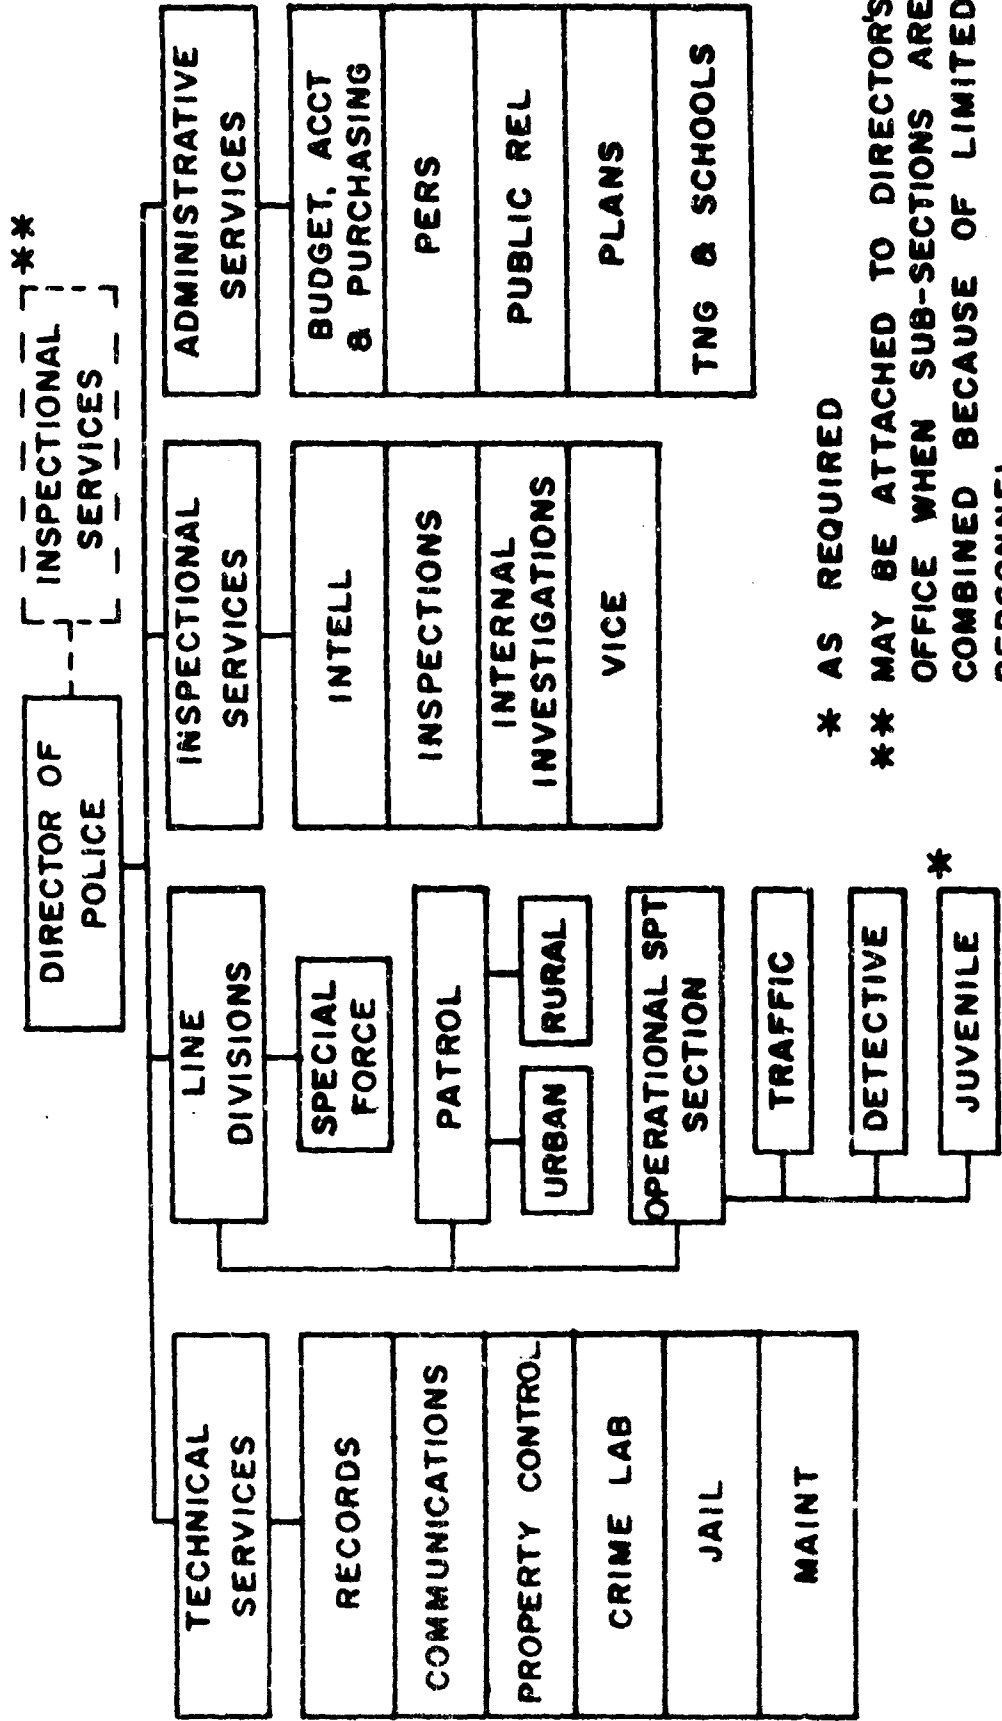 DIRECTOR OF
POLICE
INSPECTIONAL
SERVICES
**
TECHNICAL
SERVICES
RECORDS
COMMUNICATIONS
PROPERTY CONTROL
CRIME LAB
JAIL
MAINT
LINE
DIVISIONS
SPECIAL
FORCE
PATROL
URBAN
RURAL
OPERATIONAL SPT
SECTION
TRAFFIC
DETECTIVE
JUVENILE
*
INSPECTIONAL
SERVICES
INTELL
INSPECTIONS
INTERNAL
INVESTIGATIONS
VICE
ADMINISTRATIVE
SERVICES
BUDGET, ACCT
& PURCHASING
PERS
PUBLIC REL
PLANS
TNG & SCHOOLS
* AS REQUIRED
** MAY BE ATTACHED TO DIRECTOR'S
OFFICE WHEN SUB-SECTIONS ARE
COMBINED BECAUSE OF LIMITED